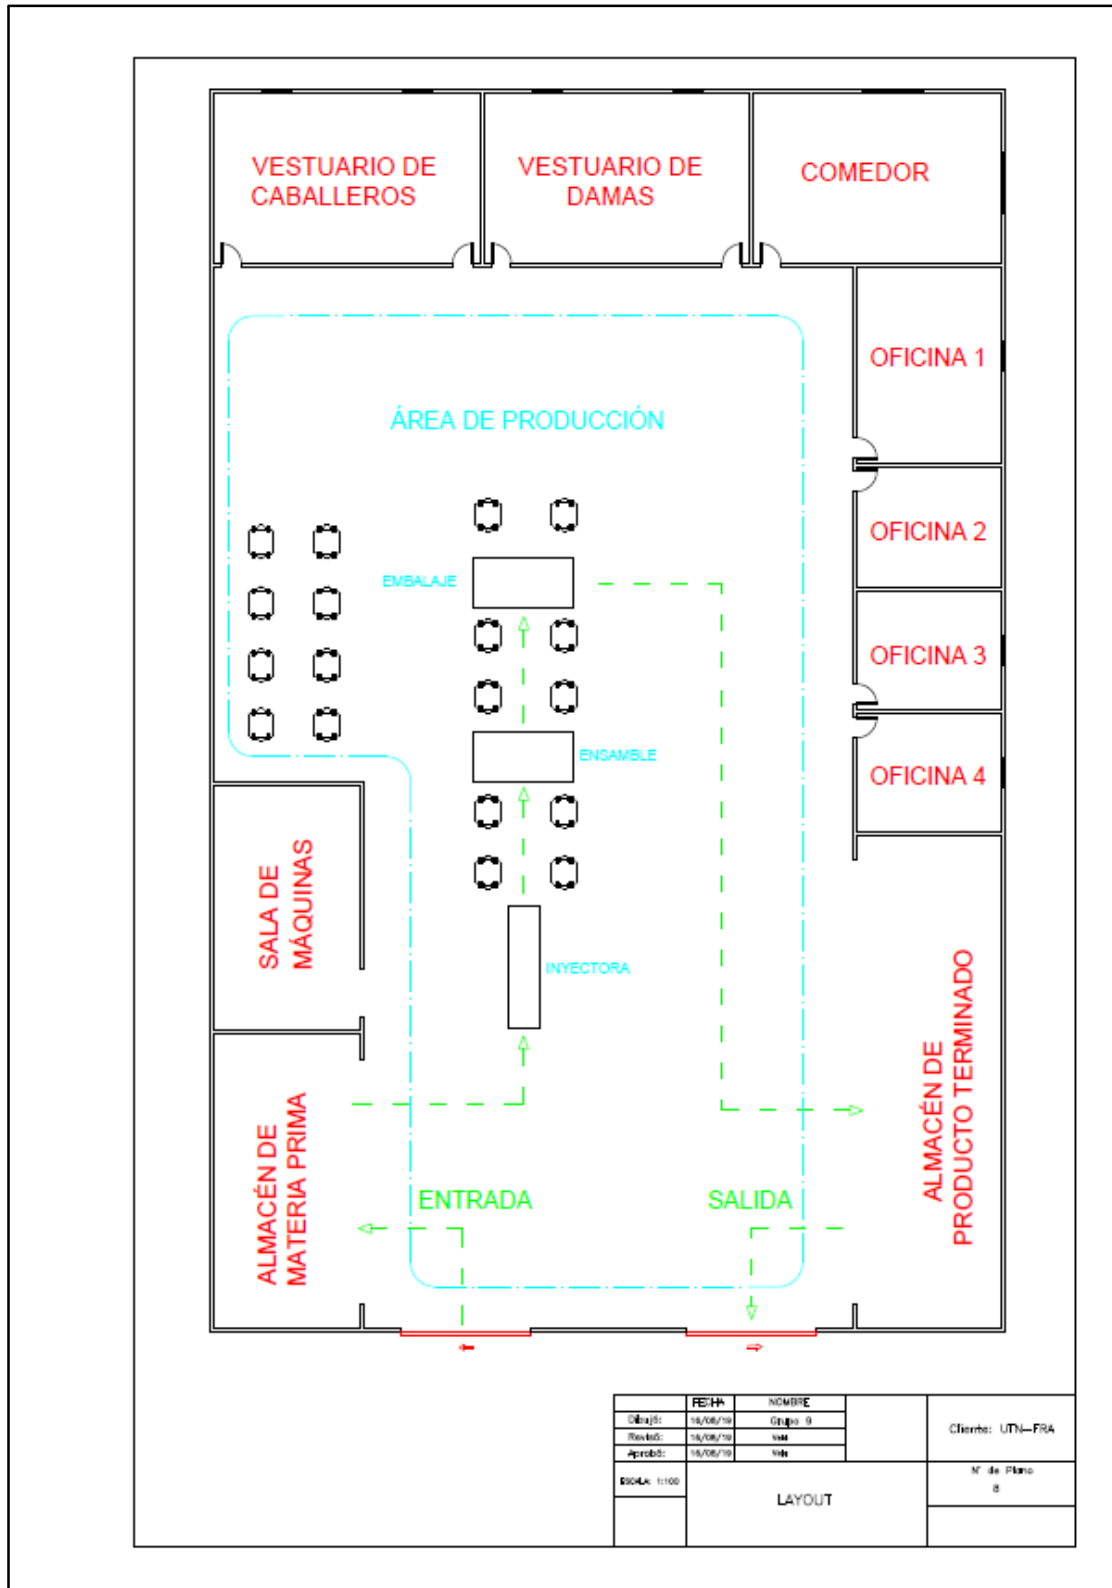 VESTUARIO DE
CABALLEROS
VESTUARIO DE
DAMAS
COMEDOR
OFICINA 1
ÁREA DE PRODUCCIÓN
OFICINA 2
EMBALAJE
OFICINA 3
ENSAMBLE
OFICINA 4
SALA DE
MÁQUINAS
INYECTORA
ALMACÉN DE
PRODUCTO TERMINADO
ALMACÉN DE
MATERIA PRIMA
ENTRADA
SALIDA
FECHA NOMBRE
Dibujó: Grupo 9
Revisó:
Aprobó:
Cliente: UTN-FRA
ESCALA: 1:100
LAYOUT
N° de Plano
8